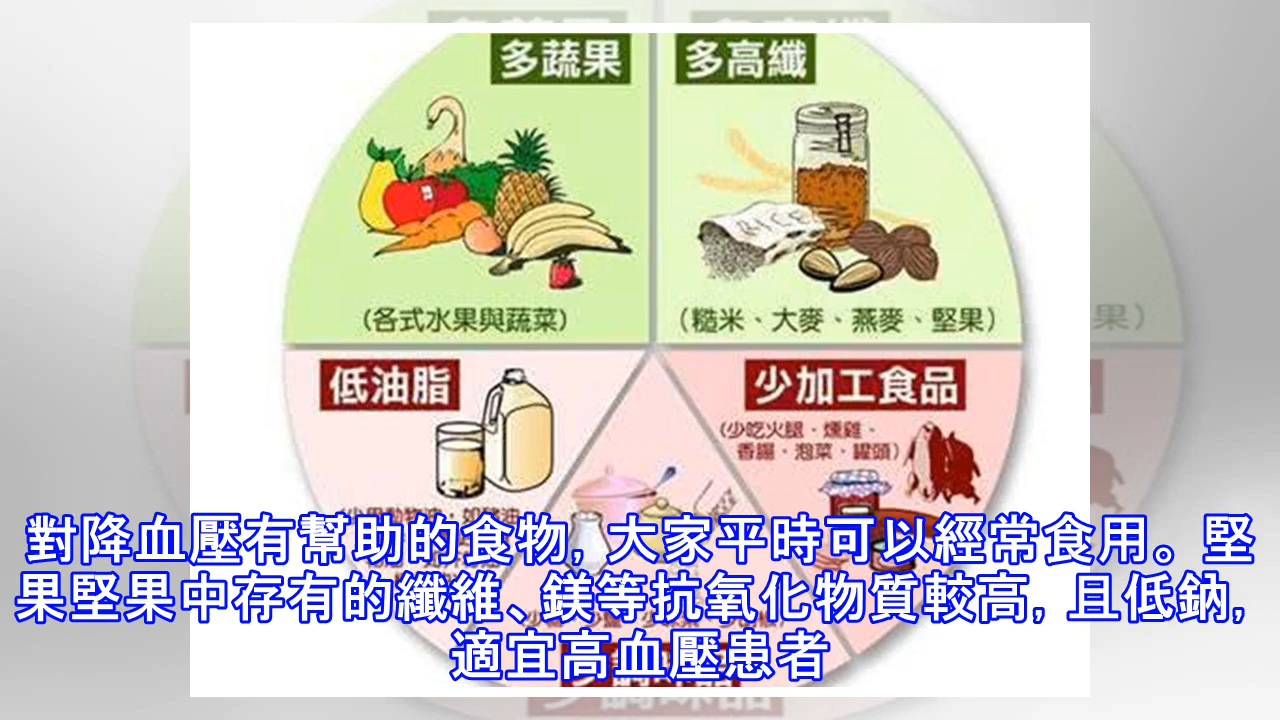 多蔬果
多高纖
RICE
(各式水果與蔬菜)
(糙米、大麥、燕麥、堅果)
低油脂
少加工食品
(少吃火腿、燻雞、
香腸、泡菜、罐頭)
對降血壓有幫助的食物, 大家平時可以經常食用。堅
果堅果中存有的纖維、鎂等抗氧化物質較高, 且低鈉,
適宜高血壓患者